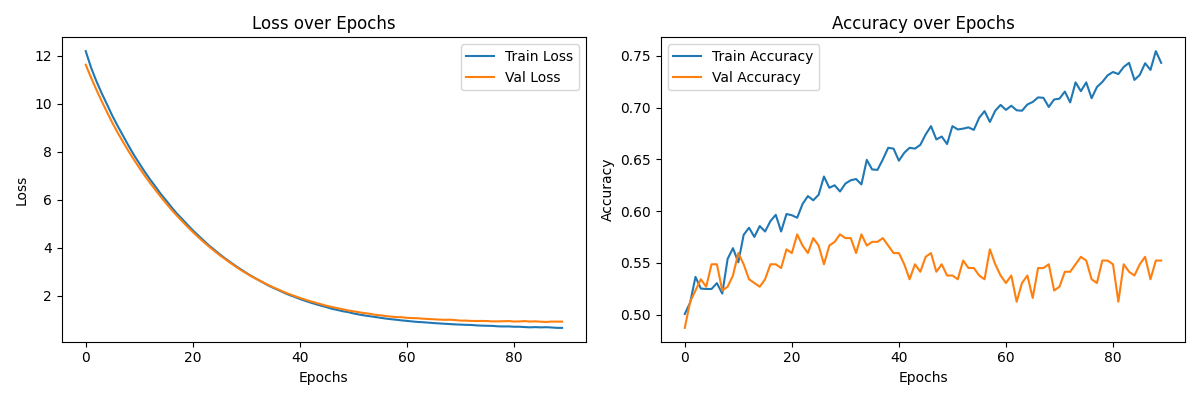 Loss over Epochs
Loss
12
10
8
6
4
2
Train Loss
Val Loss
0
20
40
60
80
Epochs
Accuracy over Epochs
Accuracy
0.75
0.70
0.65
0.60
0.55
0.50
Train Accuracy
Val Accuracy
0
20
40
60
80
Epochs